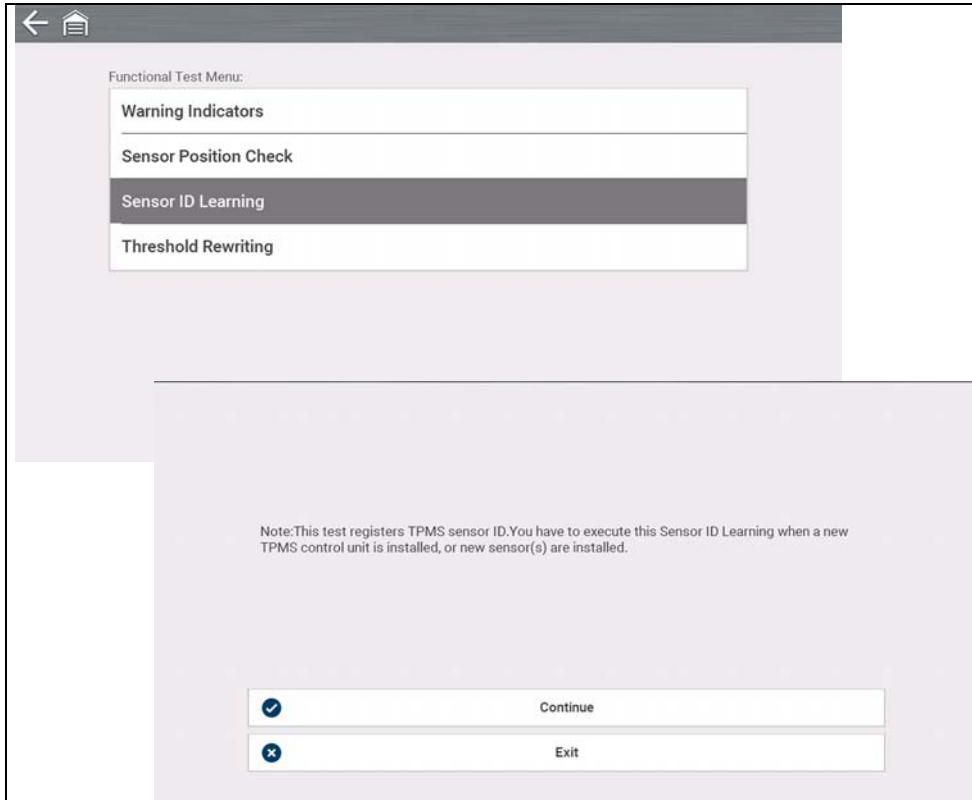 Functional Test Menu:
Warning Indicators
Sensor Position Check
Sensor ID Learning
Threshold Rewriting
Note:This test registers TPMS sensor ID.You have to execute this Sensor ID Learning when a new
TPMS control unit is installed, or new sensor(s) are installed.
Continue
Exit